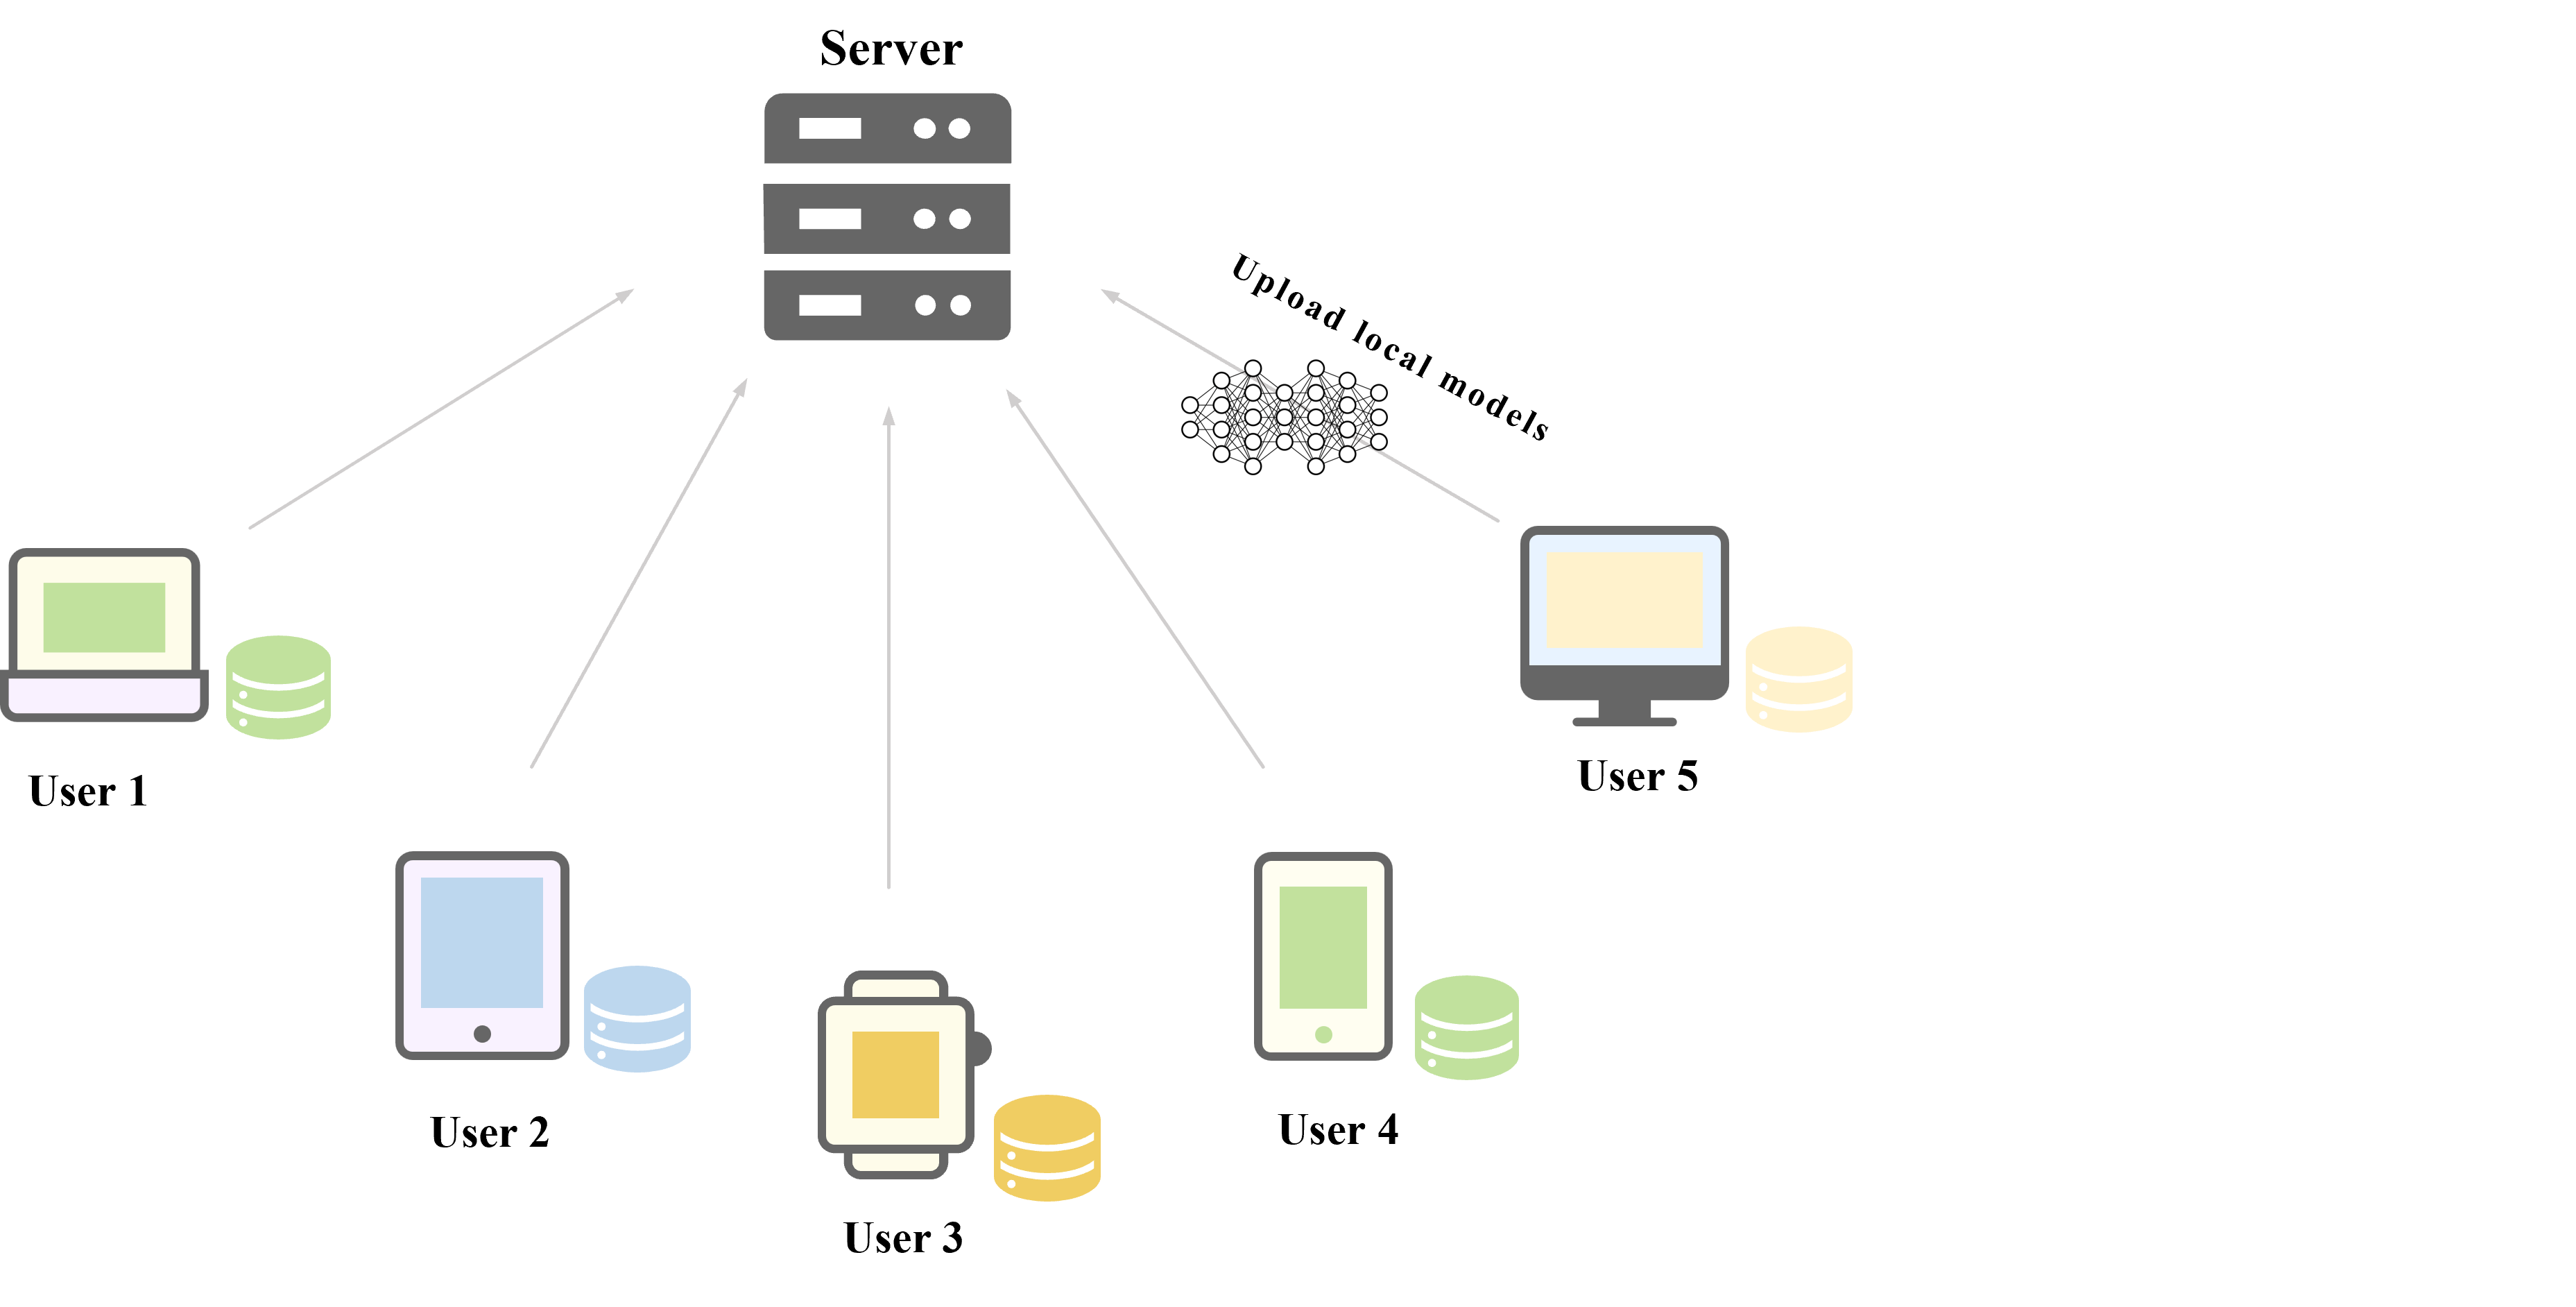 Server
Upload local models
User 1
User 5
User 2
User 4
User 3